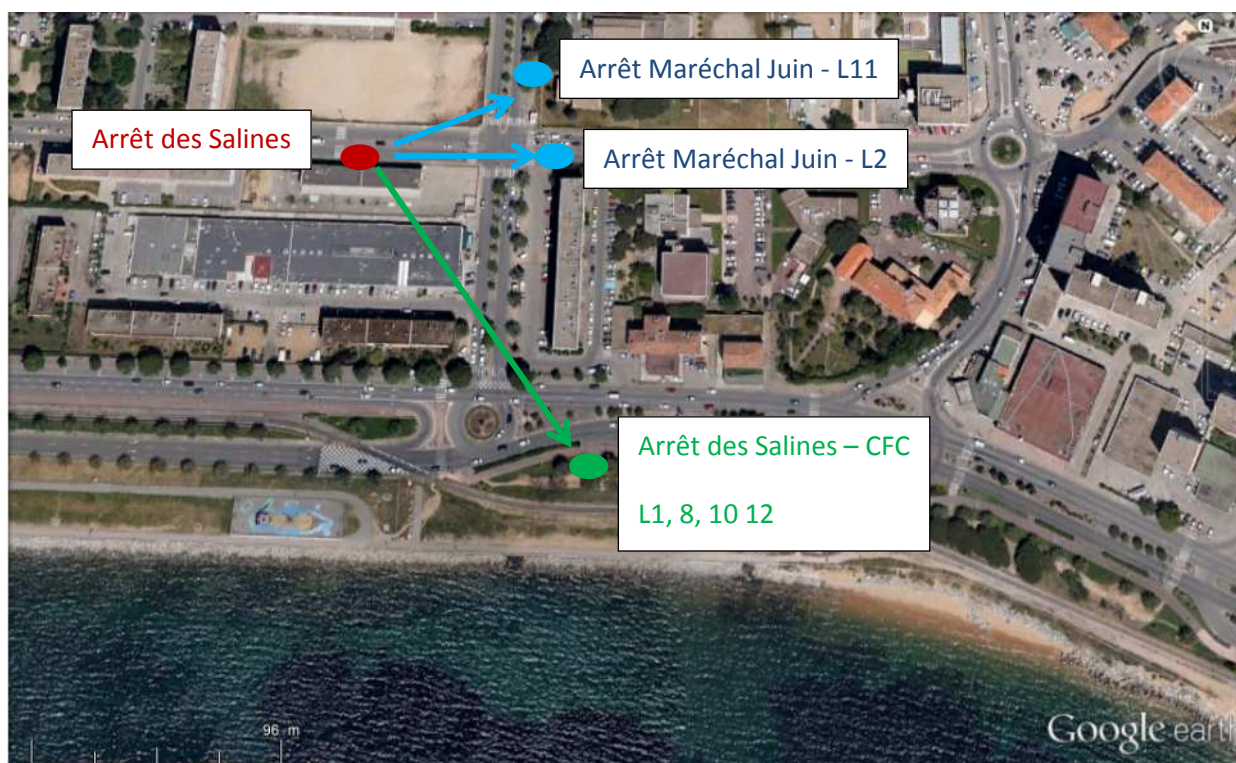 N
Arrêt Maréchal Juin - L11
Arrêt des Salines
Arrêt Maréchal Juin - L2
Arrêt des Salines – CFC
L1, 8, 10 12
96 m
Google earth